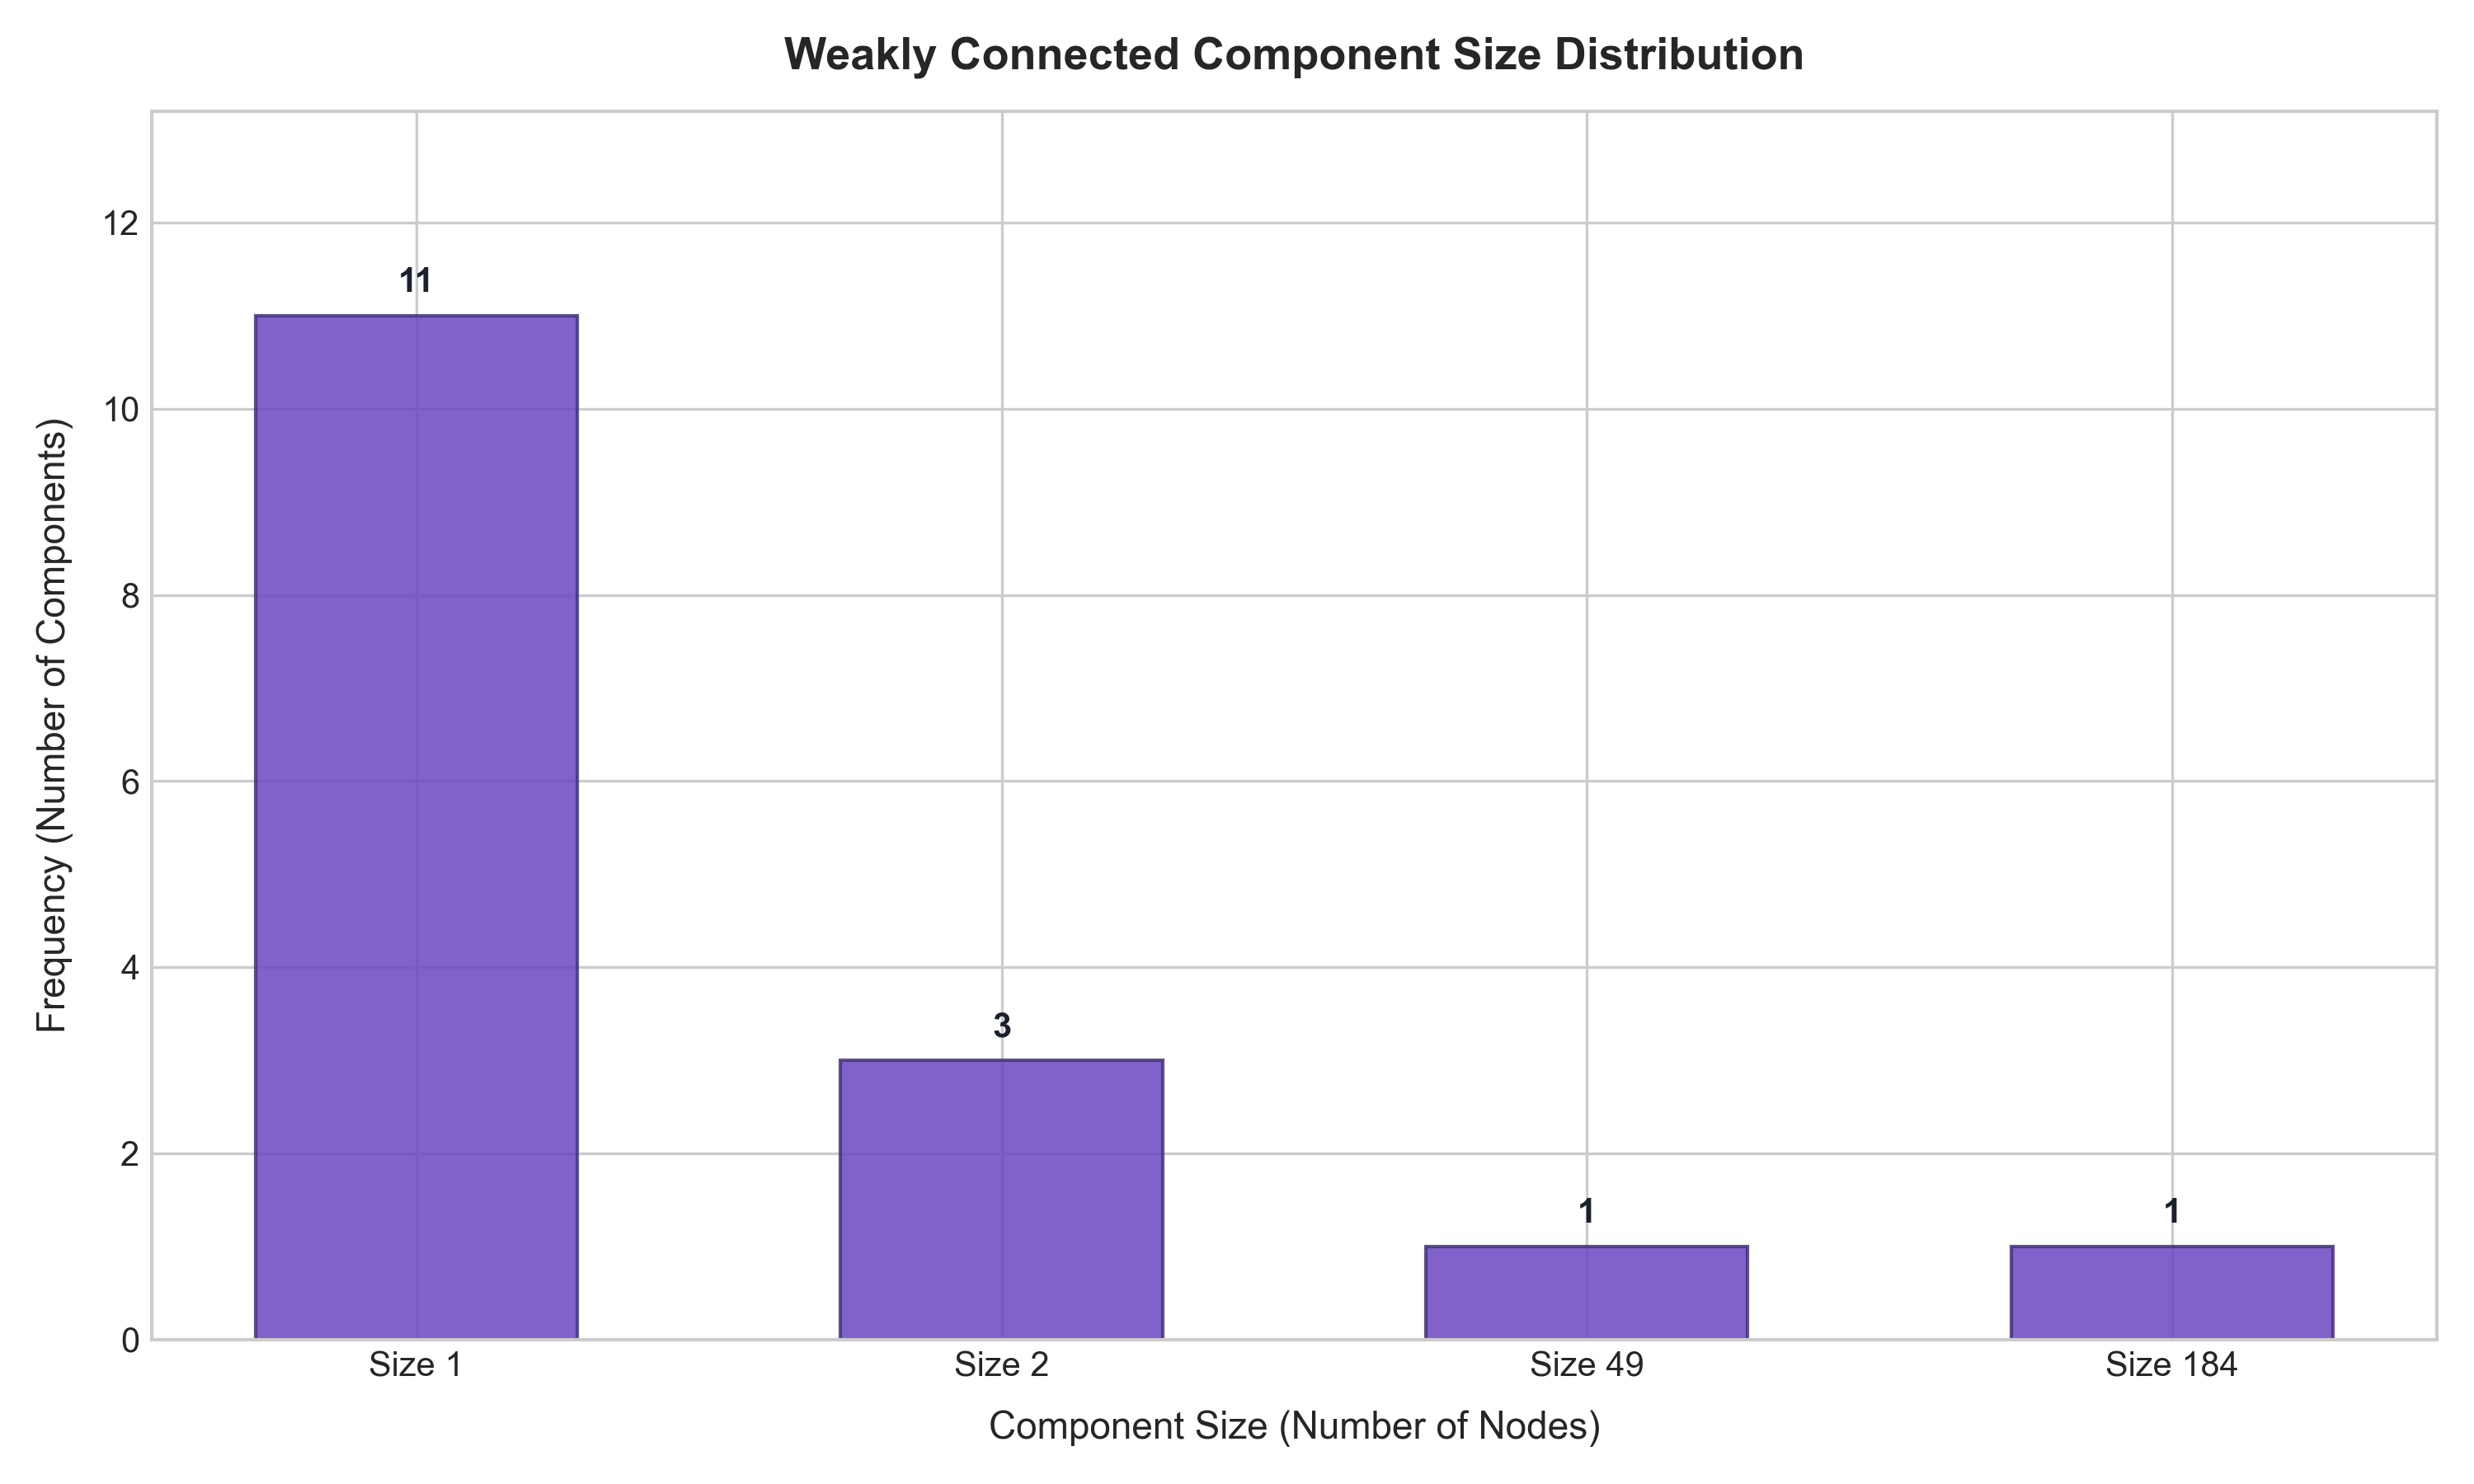 Weakly Connected Component Size Distribution
Frequency (Number of Components)
12
10
8
6
4
2
0
11
3
1
1
Size 1
Size 2
Size 49
Size 184
Component Size (Number of Nodes)